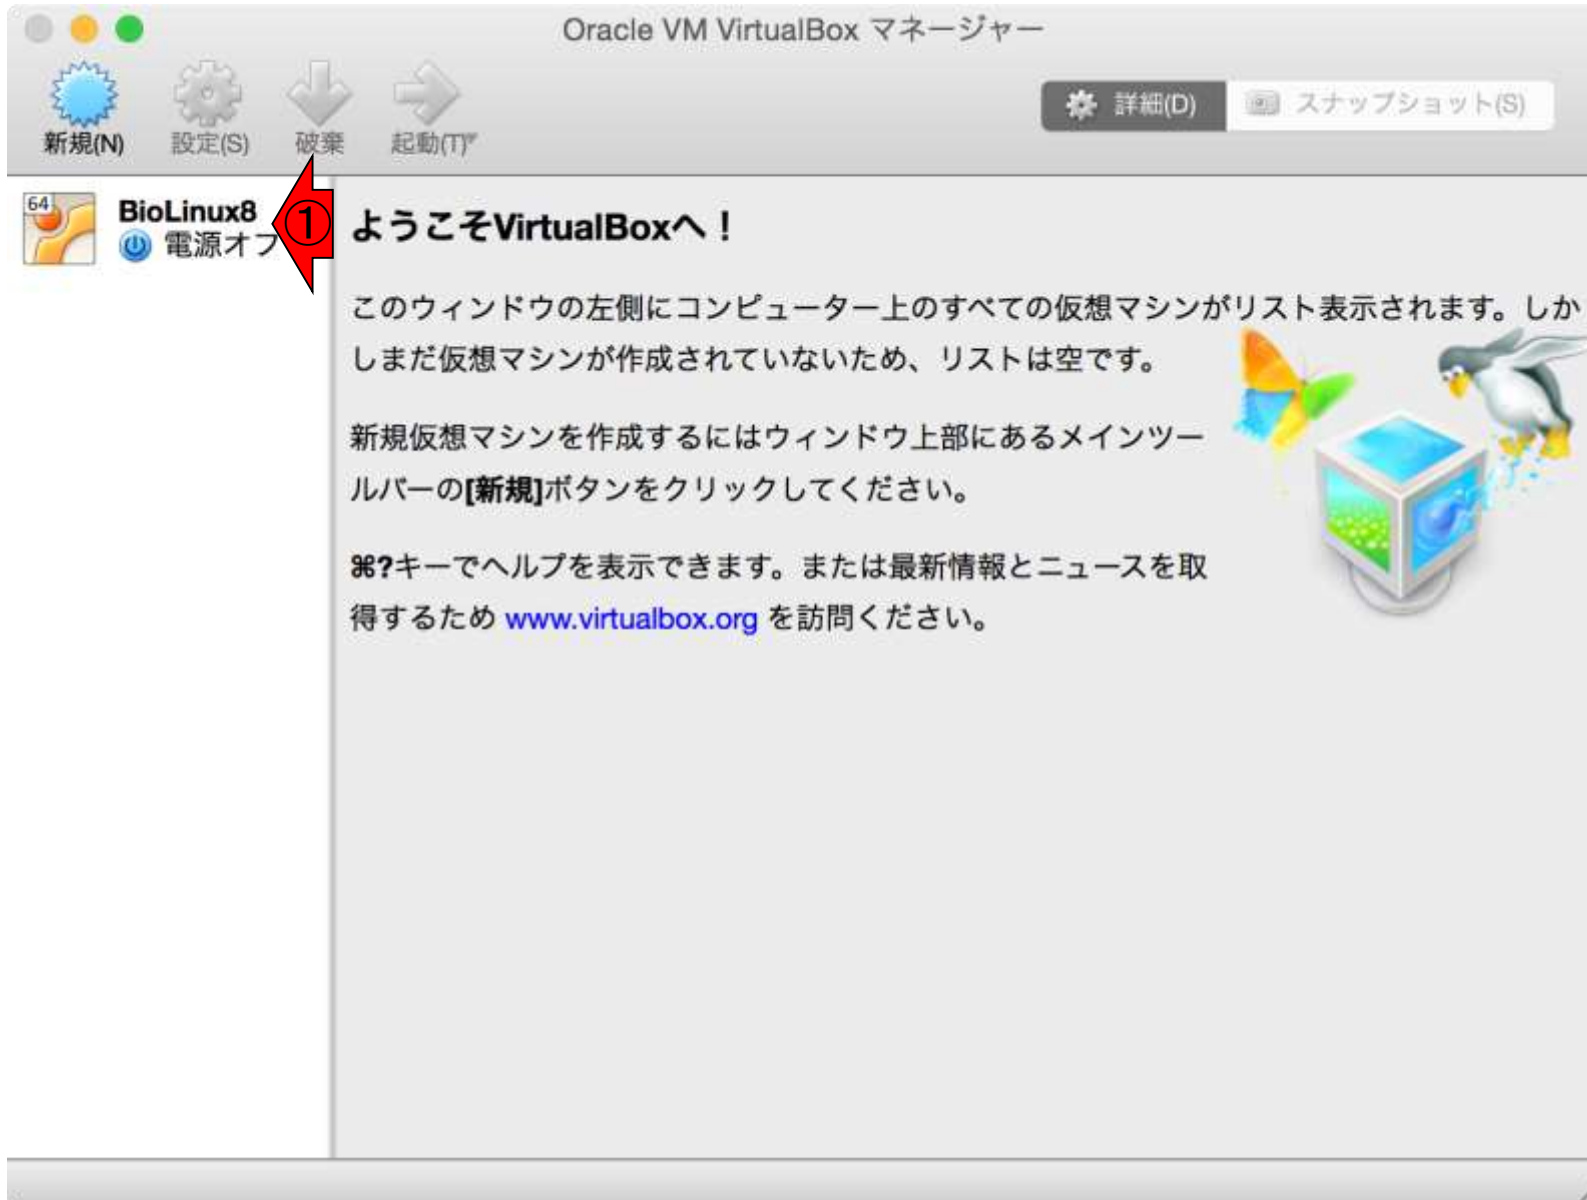 Oracle VM VirtualBox マネージャー
新規(N) 設定(S) 破棄 起動(T)
詳細(D) スナップショット(S)
64
BioLinux8
電源オフ
①
ようこそVirtualBoxへ！
このウィンドウの左側にコンピューター上のすべての仮想マシンがリスト表示されます。しか
しまだ仮想マシンが作成されていないため、リストは空です。
新規仮想マシンを作成するにはウィンドウ上部にあるメインツー
ルバーの[新規]ボタンをクリックしてください。
⌘?キーでヘルプを表示できます。または最新情報とニュースを取
得するため www.virtualbox.org を訪問ください。